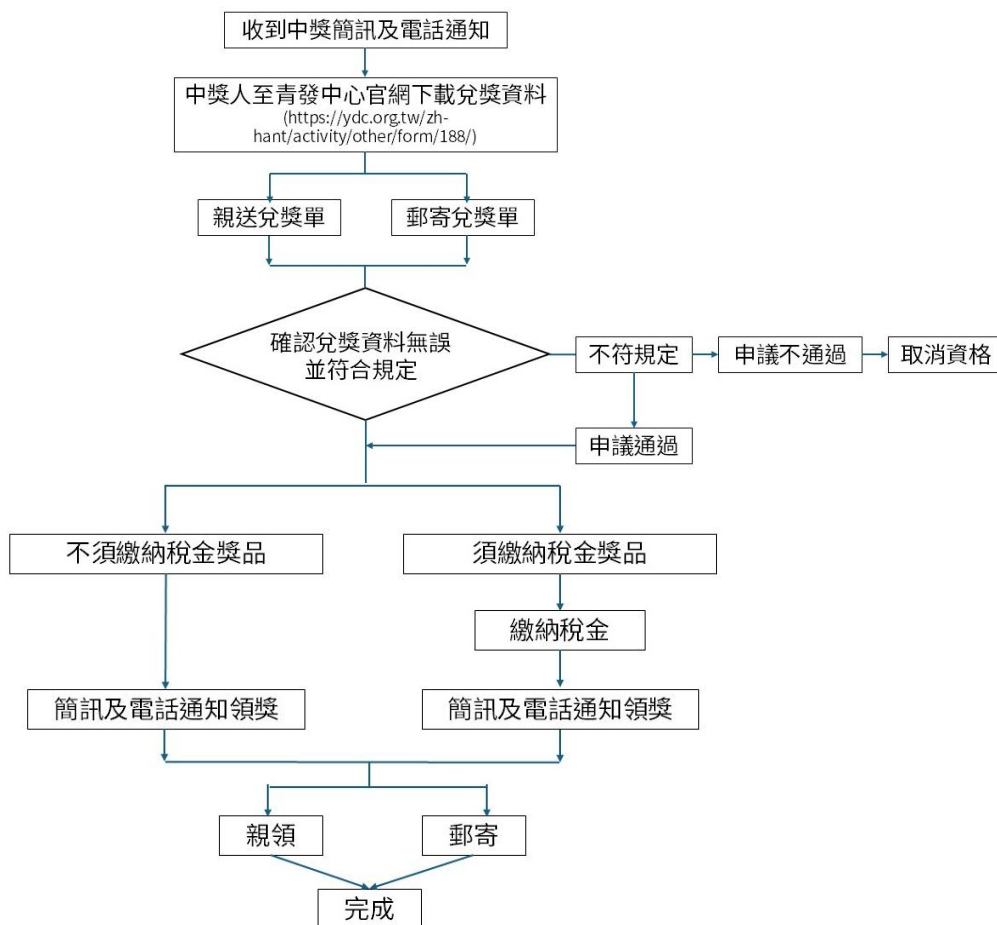 收到中獎簡訊及電話通知
中獎人至青發中心官網下載兌獎資料
(https://ydc.org.tw/zh-
hant/activity/other/form/188/)
親送兌獎單
郵寄兌獎單
確認兌獎資料無誤
並符合規定
不符規定
申議不通過
取消資格
申議通過
不須繳納稅金獎品
須繳納稅金獎品
繳納稅金
簡訊及電話通知領獎
簡訊及電話通知領獎
親領
郵寄
完成